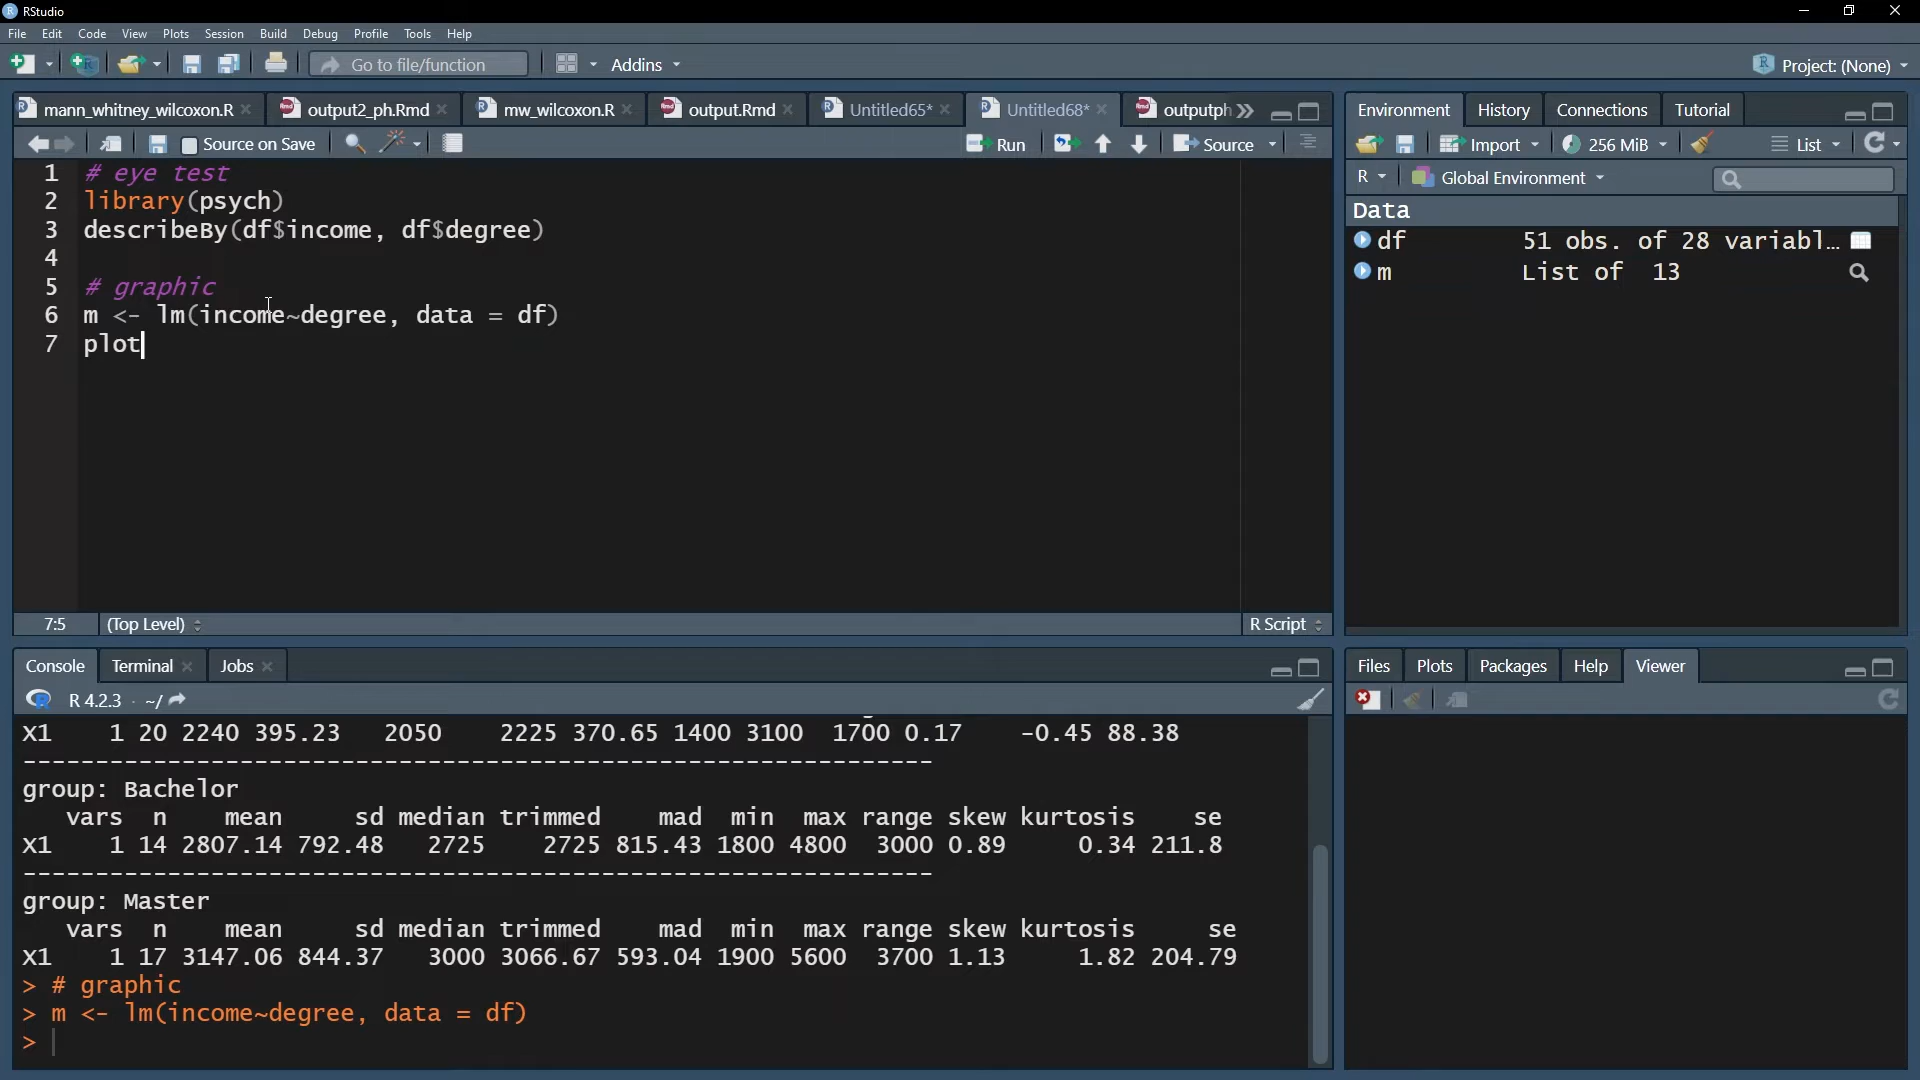 RStudio
File Edit Code View Plots Session Build Debug Profile Tools Help
Go to file/function Addins Project: (None)
mann_whitney_wilcoxon.R output2_ph.Rmd mw_wilcoxon.R output.Rmd Untitled65* Untitled68* outputph
Source on Save Run Source
1 # eye test
2 library(psych)
3 describeBy(df$income, df$degree)
4
5 # graphic
6 m <- lm(income~degree, data = df)
7 plot
7:5 (Top Level) R Script
Console Terminal Jobs
R 4.2.3 · ~/
X1 1 20 2240 395.23 2050 2225 370.65 1400 3100 1700 0.17 -0.45 88.38
-----------------------------------------------------------------
group: Bachelor
vars n mean sd median trimmed mad min max range skew kurtosis se
X1 1 14 2807.14 792.48 2725 2725 815.43 1800 4800 3000 0.89 0.34 211.8
-----------------------------------------------------------------
group: Master
vars n mean sd median trimmed mad min max range skew kurtosis se
X1 1 17 3147.06 844.37 3000 3066.67 593.04 1900 5600 3700 1.13 1.82 204.79
> # graphic
> m <- lm(income~degree, data = df)
>
Environment History Connections Tutorial
Import 256 MiB List
R Global Environment
Data
df 51 obs. of 28 variabl…
m List of 13
Files Plots Packages Help Viewer